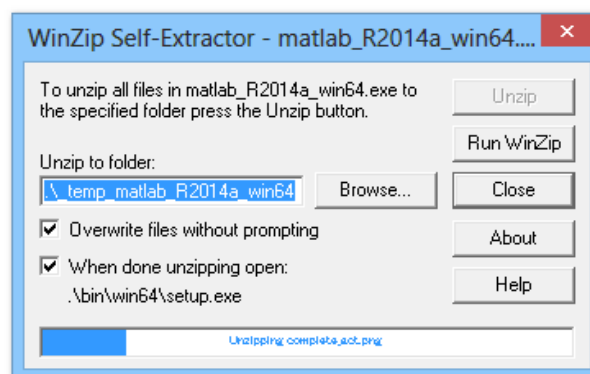 WinZip Self-Extractor - matlab_R2014a_win64....
To unzip all files in matlab_R2014a_win64.exe to
the specified folder press the Unzip button.
Unzip to folder:
.\_temp_matlab_R2014a_win64
Browse...
Overwrite files without prompting
When done unzipping open:
.\bin\win64\setup.exe
Unzip
Run WinZip
Close
About
Help
Unzipping complete_act.png